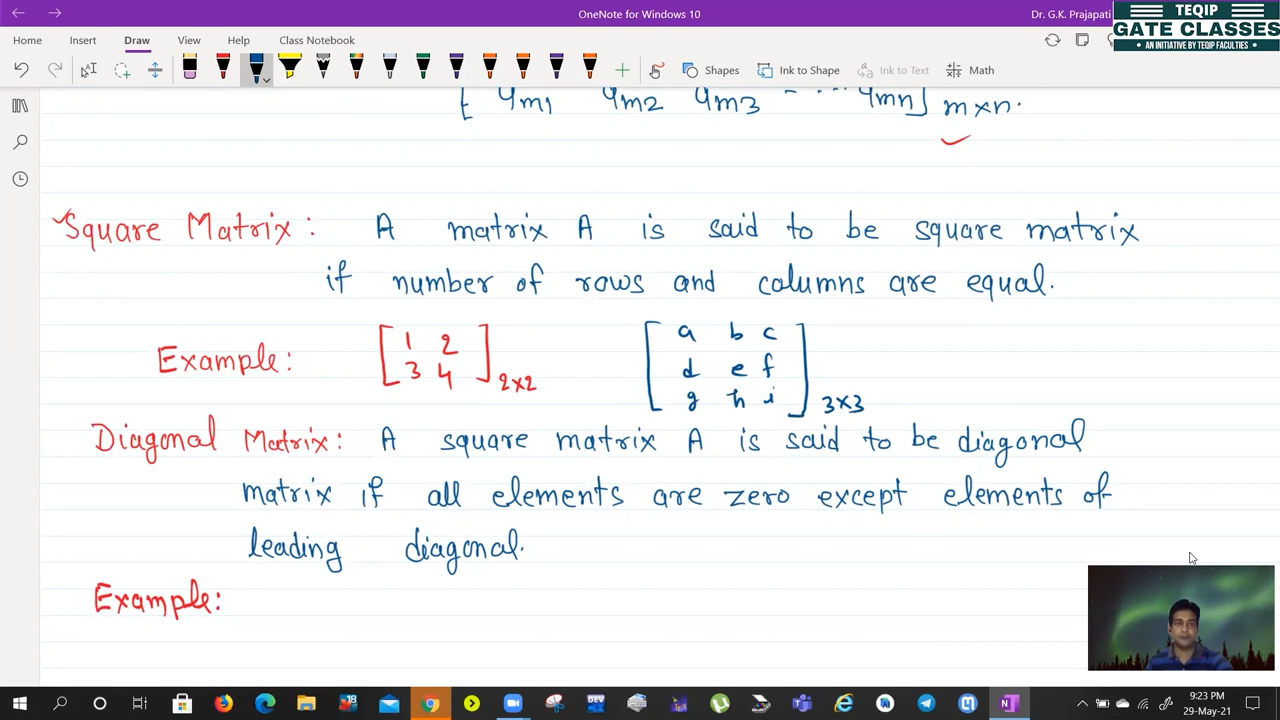 OneNote for Windows 10
Dr. G.K. Prajapati
TEQIP
GATE CLASSES
AN INITIATIVE BY TEQIP FACULTIES
Home Insert Draw View Help Class Notebook
Shapes Ink to Shape Ink to Text Math
[ am1 am2 am3 - ... amn] m×n.
Square Matrix: A matrix A is said to be square matrix
if number of rows and columns are equal.
Example: [1 2
3 4] 2×2
[a b c
d e f
g h i] 3×3
Diagonal Matrix: A square matrix A is said to be diagonal
matrix if all elements are zero except elements of
leading diagonal.
Example:
9:23 PM
29-May-21